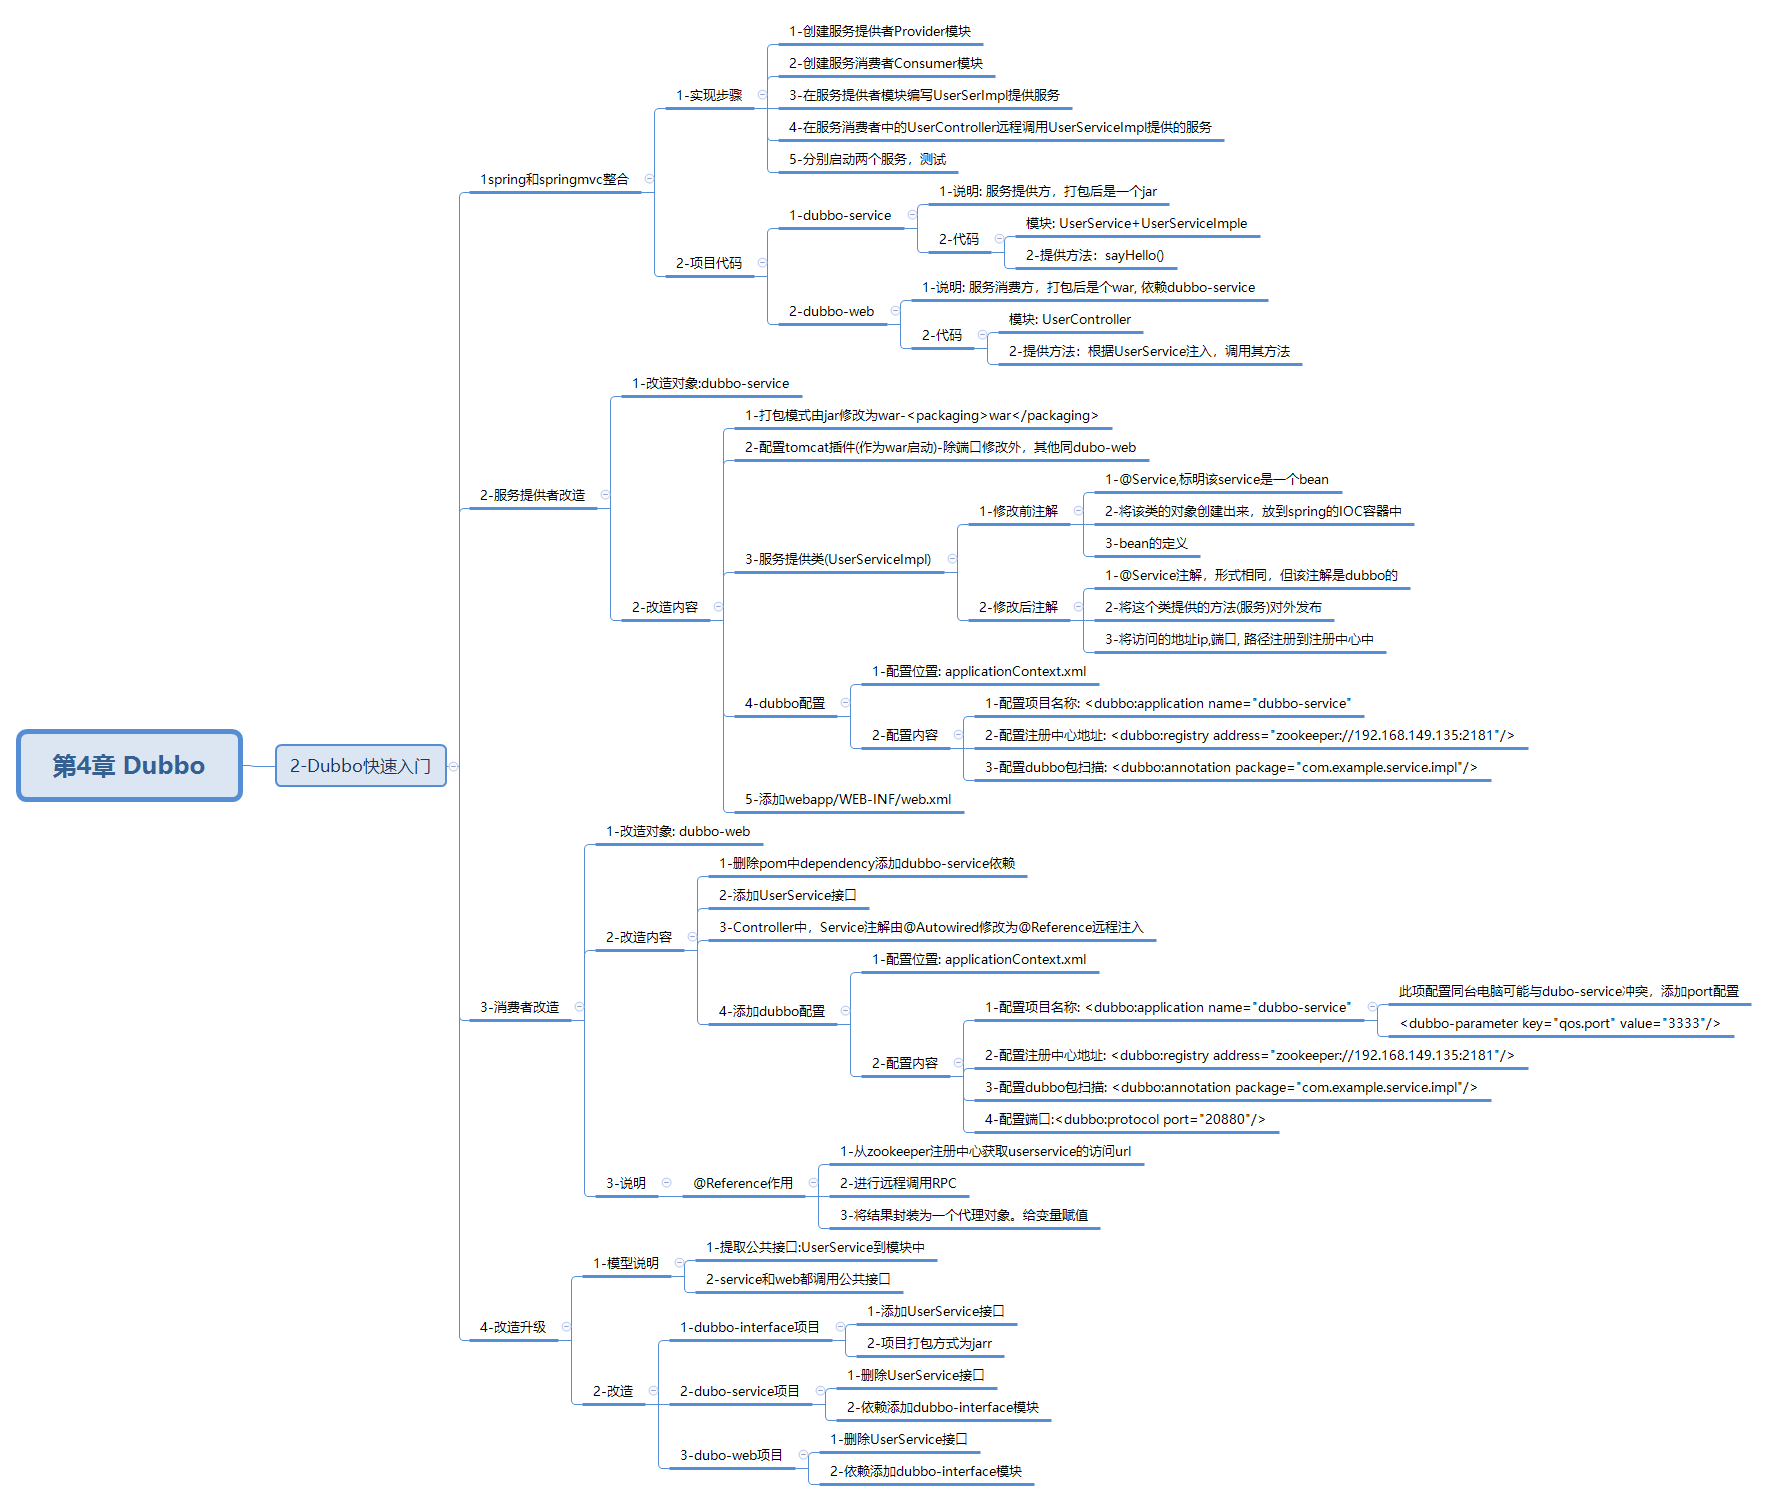 第4章 Dubbo
2-Dubbo快速入门
1spring和springmvc整合
1-实现步骤
1-创建服务提供者Provider模块
2-创建服务消费者Consumer模块
3-在服务提供者模块编写UserSerImpl提供服务
4-在服务消费者中的UserController远程调用UserServiceImpl提供的服务
5-分别启动两个服务，测试
2-项目代码
1-dubbo-service
1-说明: 服务提供方，打包后是一个jar
2-代码
模块: UserService+UserServiceImple
2-提供方法：sayHello()
2-dubbo-web
1-说明: 服务消费方，打包后是个war, 依赖dubbo-service
2-代码
模块: UserController
2-提供方法：根据UserService注入，调用其方法
2-服务提供者改造
1-改造对象:dubbo-service
2-改造内容
1-打包模式由jar修改为war-<packaging>war</packaging>
2-配置tomcat插件(作为war启动)-除端口修改外，其他同dubo-web
3-服务提供类(UserServiceImpl)
1-修改前注解
1-@Service,标明该service是一个bean
2-将该类的对象创建出来，放到spring的IOC容器中
3-bean的定义
2-修改后注解
1-@Service注解，形式相同，但该注解是dubbo的
2-将这个类提供的方法(服务)对外发布
3-将访问的地址ip,端口, 路径注册到注册中心中
4-dubbo配置
1-配置位置: applicationContext.xml
2-配置内容
1-配置项目名称: <dubbo:application name="dubbo-service"
2-配置注册中心地址: <dubbo:registry address="zookeeper://192.168.149.135:2181"/>
3-配置dubbo包扫描: <dubbo:annotation package="com.example.service.impl"/>
5-添加webapp/WEB-INF/web.xml
3-消费者改造
1-改造对象: dubbo-web
2-改造内容
1-删除pom中dependency添加dubbo-service依赖
2-添加UserService接口
3-Controller中，Service注解由@Autowired修改为@Reference远程注入
4-添加dubbo配置
1-配置位置: applicationContext.xml
2-配置内容
1-配置项目名称: <dubbo:application name="dubbo-service"
此项配置同台电脑可能与dubo-service冲突，添加port配置
<dubbo-parameter key="qos.port" value="3333"/>
2-配置注册中心地址: <dubbo:registry address="zookeeper://192.168.149.135:2181"/>
3-配置dubbo包扫描: <dubbo:annotation package="com.example.service.impl"/>
4-配置端口:<dubbo:protocol port="20880"/>
3-说明
@Reference作用
1-从zookeeper注册中心获取userservice的访问url
2-进行远程调用RPC
3-将结果封装为一个代理对象。给变量赋值
4-改造升级
1-模型说明
1-提取公共接口:UserService到模块中
2-service和web都调用公共接口
2-改造
1-dubbo-interface项目
1-添加UserService接口
2-项目打包方式为jarr
2-dubo-service项目
1-删除UserService接口
2-依赖添加dubbo-interface模块
3-dubo-web项目
1-删除UserService接口
2-依赖添加dubbo-interface模块